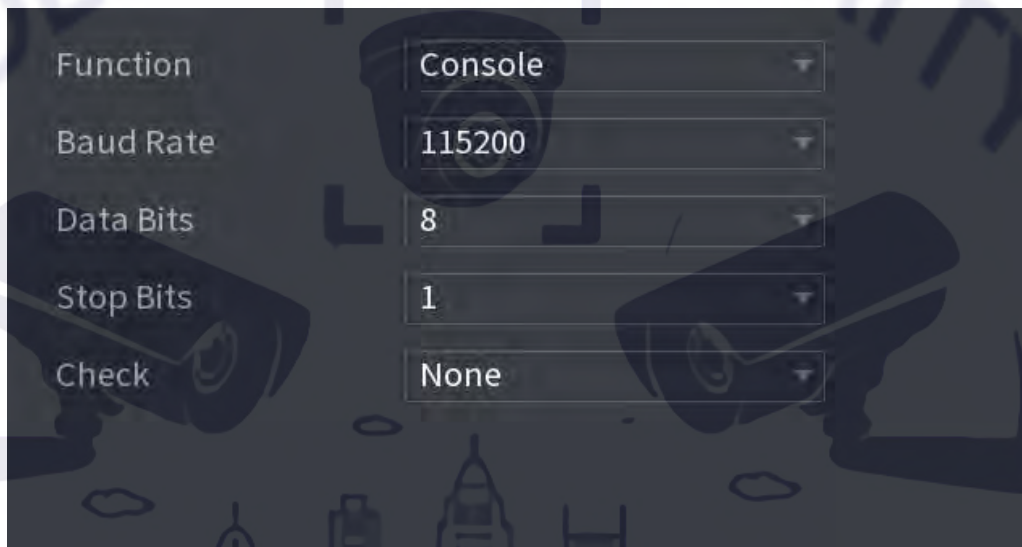 Function Console
Baud Rate 115200
Data Bits 8
Stop Bits 1
Check None